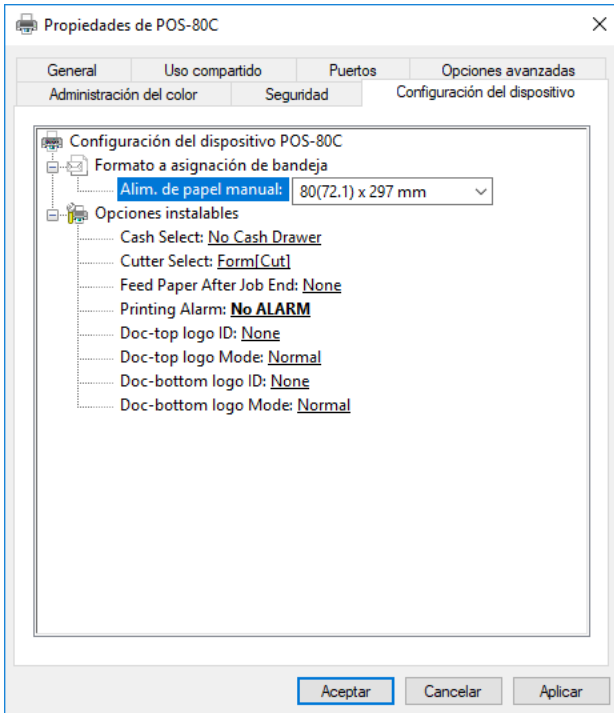 Propiedades de POS-80C
General Uso compartido Puertos Opciones avanzadas
Administración del color Seguridad Configuración del dispositivo
Configuración del dispositivo POS-80C
Formato a asignación de bandeja
Alim. de papel manual: 80(72.1) x 297 mm
Opciones instalables
Cash Select: No Cash Drawer
Cutter Select: Form[Cut]
Feed Paper After Job End: None
Printing Alarm: No ALARM
Doc-top logo ID: None
Doc-top logo Mode: Normal
Doc-bottom logo ID: None
Doc-bottom logo Mode: Normal
Aceptar Cancelar Aplicar